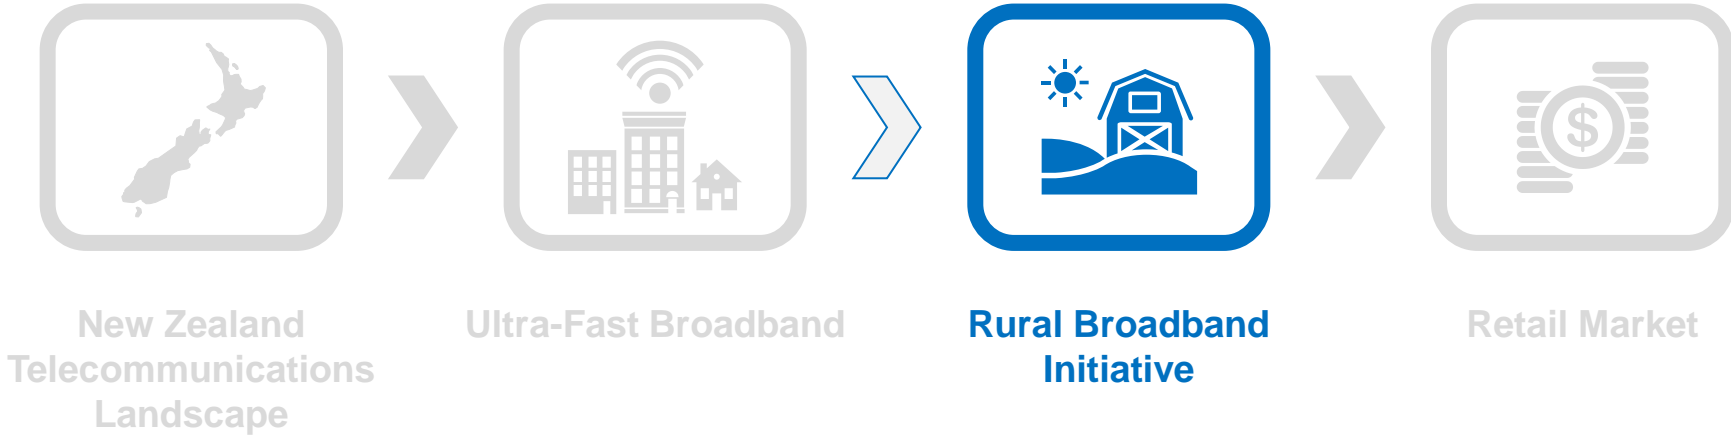 $
New Zealand
Telecommunications
Landscape
Ultra-Fast Broadband
Rural Broadband
Initiative
Retail Market